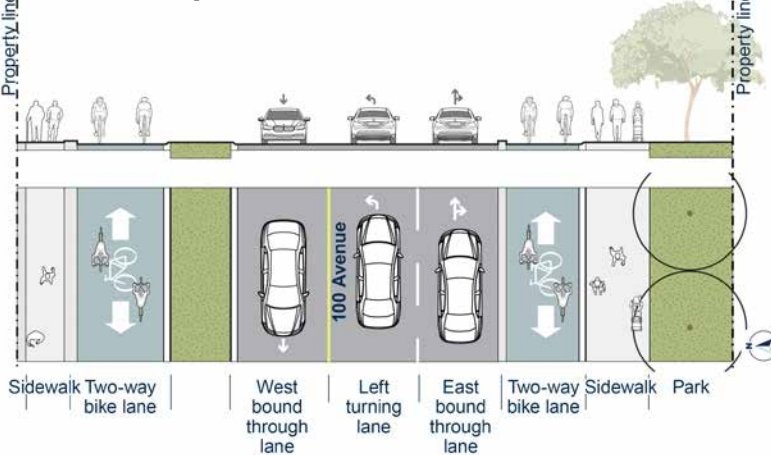 Property line
Property line
100 Avenue
N
Sidewalk
Two-way
bike lane
West
bound
through
lane
Left
turning
lane
East
bound
through
lane
Two-way
bike lane
Sidewalk
Park